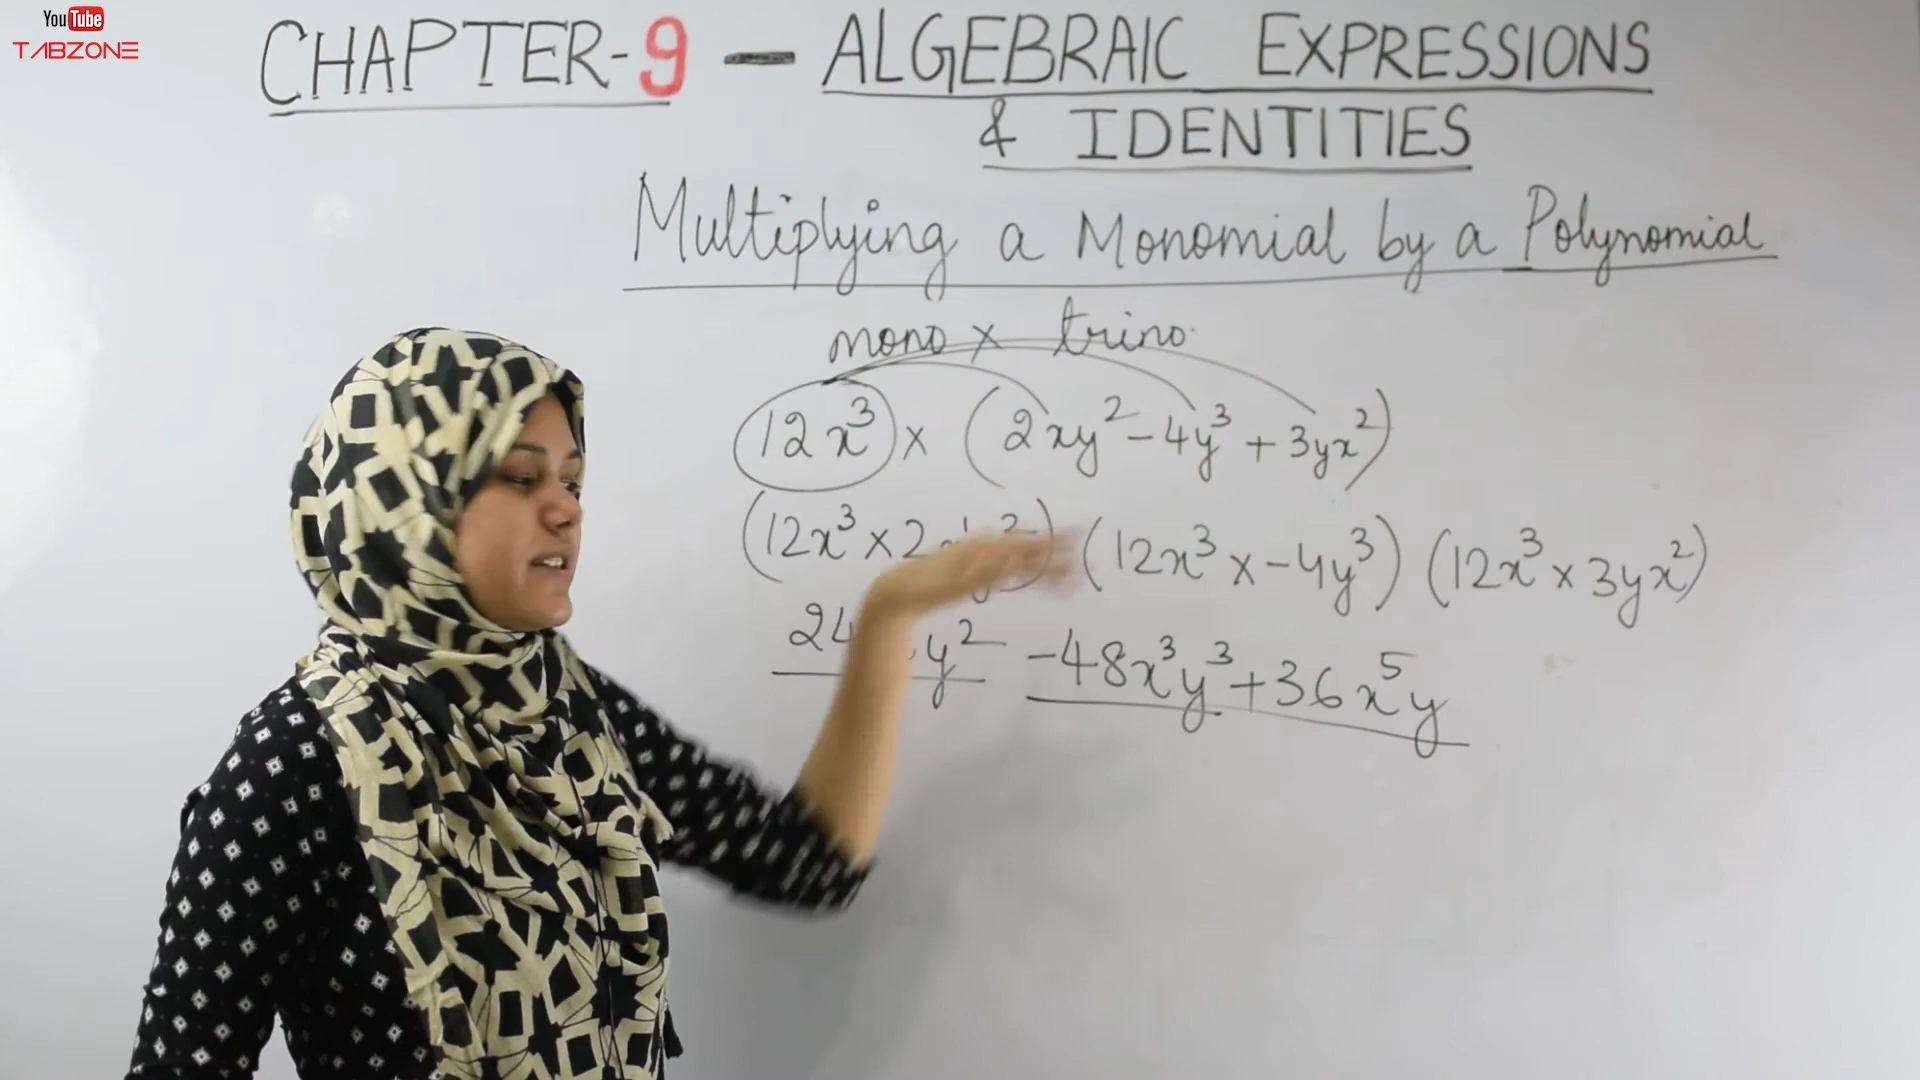 YouTube
TABZONE
CHAPTER-9 — ALGEBRAIC EXPRESSIONS
& IDENTITIES
Multiplying a Monomial by a Polynomial
mono x trino.
12x³ × (2xy² - 4y³ + 3yx²)
(12x³ × 2 (12x³ × -4y³) (12x³ × 3yx²)
24 y² -48x³y³ + 36x⁵y